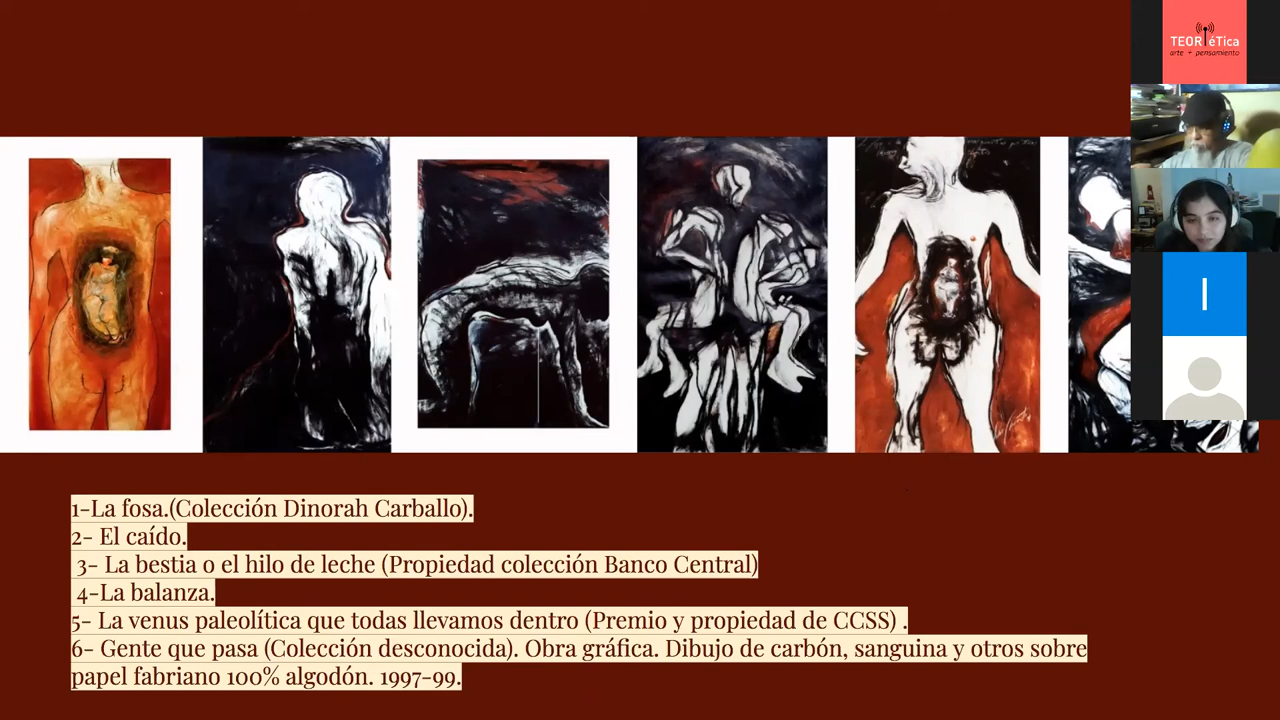 TEORéTica
arte + pensamiento
I
1-La fosa.(Colección Dinorah Carballo).
2- El caído.
3- La bestia o el hilo de leche (Propiedad colección Banco Central)
4-La balanza.
5- La venus paleolítica que todas llevamos dentro (Premio y propiedad de CCSS) .
6- Gente que pasa (Colección desconocida). Obra gráfica. Dibujo de carbón, sanguina y otros sobre
papel fabriano 100% algodón. 1997-99.